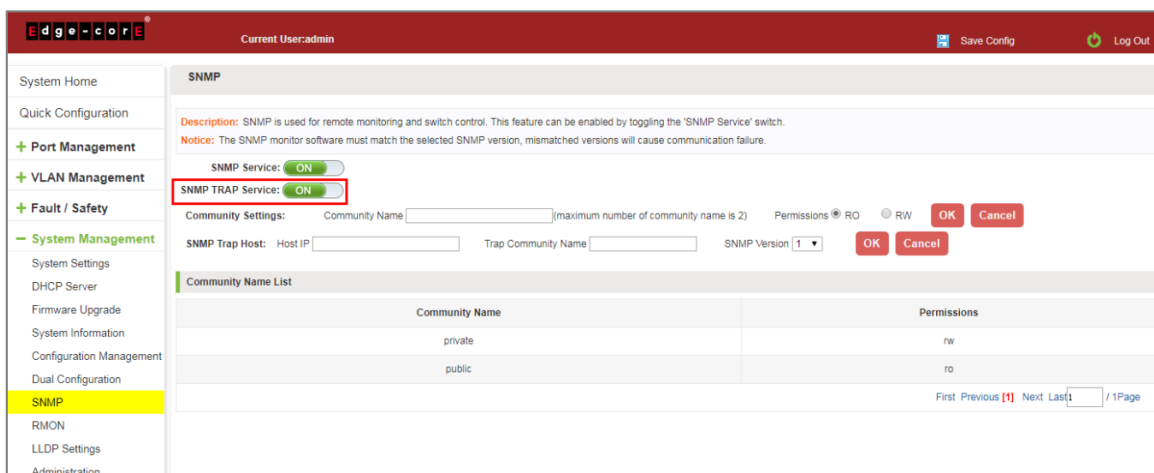 Edge-corE®
Current User:admin
Save Config
Log Out
System Home
Quick Configuration
+ Port Management
+ VLAN Management
+ Fault / Safety
− System Management
System Settings
DHCP Server
Firmware Upgrade
System Information
Configuration Management
Dual Configuration
SNMP
RMON
LLDP Settings
Administration
SNMP
Description: SNMP is used for remote monitoring and switch control. This feature can be enabled by toggling the 'SNMP Service' switch.
Notice: The SNMP monitor software must match the selected SNMP version, mismatched versions will cause communication failure.
SNMP Service: ON
SNMP TRAP Service: ON
Community Settings: Community Name (maximum number of community name is 2) Permissions RO RW OK Cancel
SNMP Trap Host: Host IP Trap Community Name SNMP Version 1 OK Cancel
Community Name List
Community Name Permissions
private rw
public ro
First Previous [1] Next Last 1 / 1Page